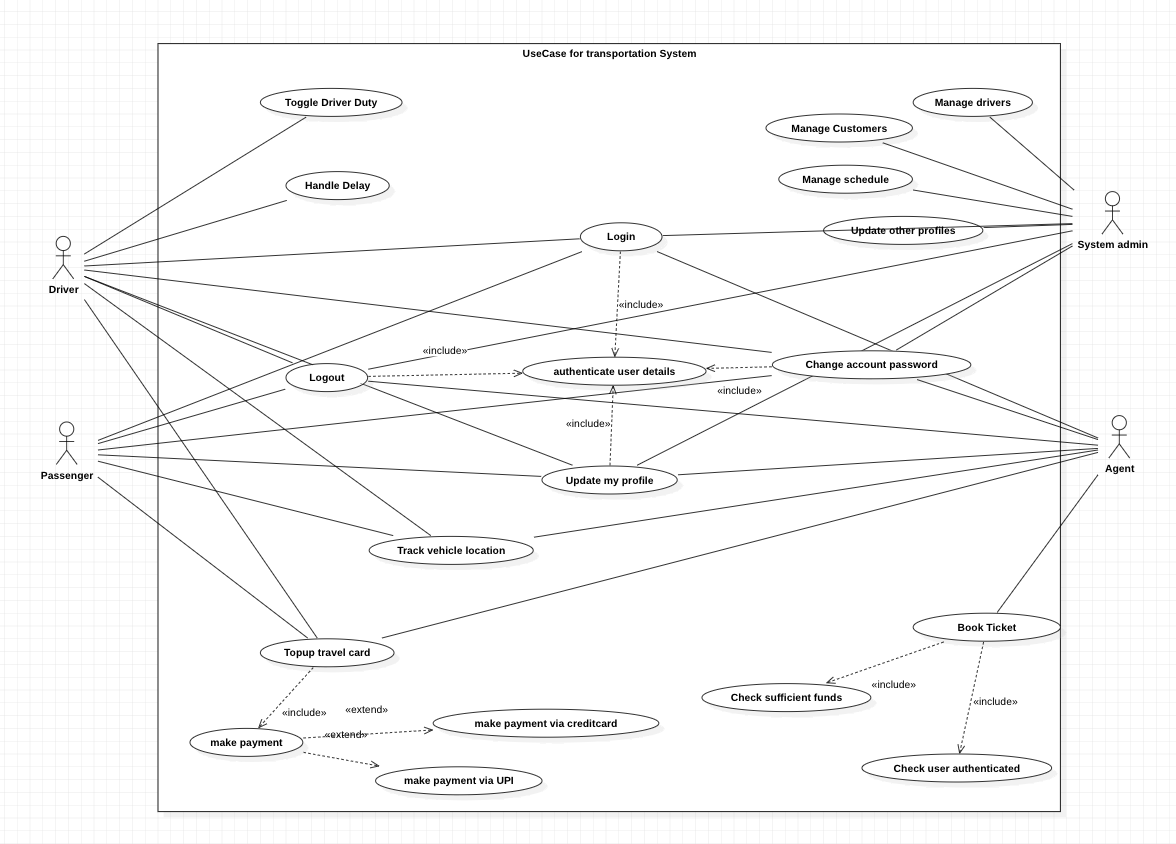 UseCase for transportation System
Toggle Driver Duty
Manage drivers
Manage Customers
Manage schedule
Handle Delay
Update other profiles
Login
System admin
Driver
«include»
«include»
authenticate user details
Change account password
Logout
«include»
«include»
Passenger
Agent
Update my profile
Track vehicle location
Book Ticket
Topup travel card
«include»
Check sufficient funds
«include»
«include»
«extend»
make payment via creditcard
«extend»
make payment
Check user authenticated
make payment via UPI